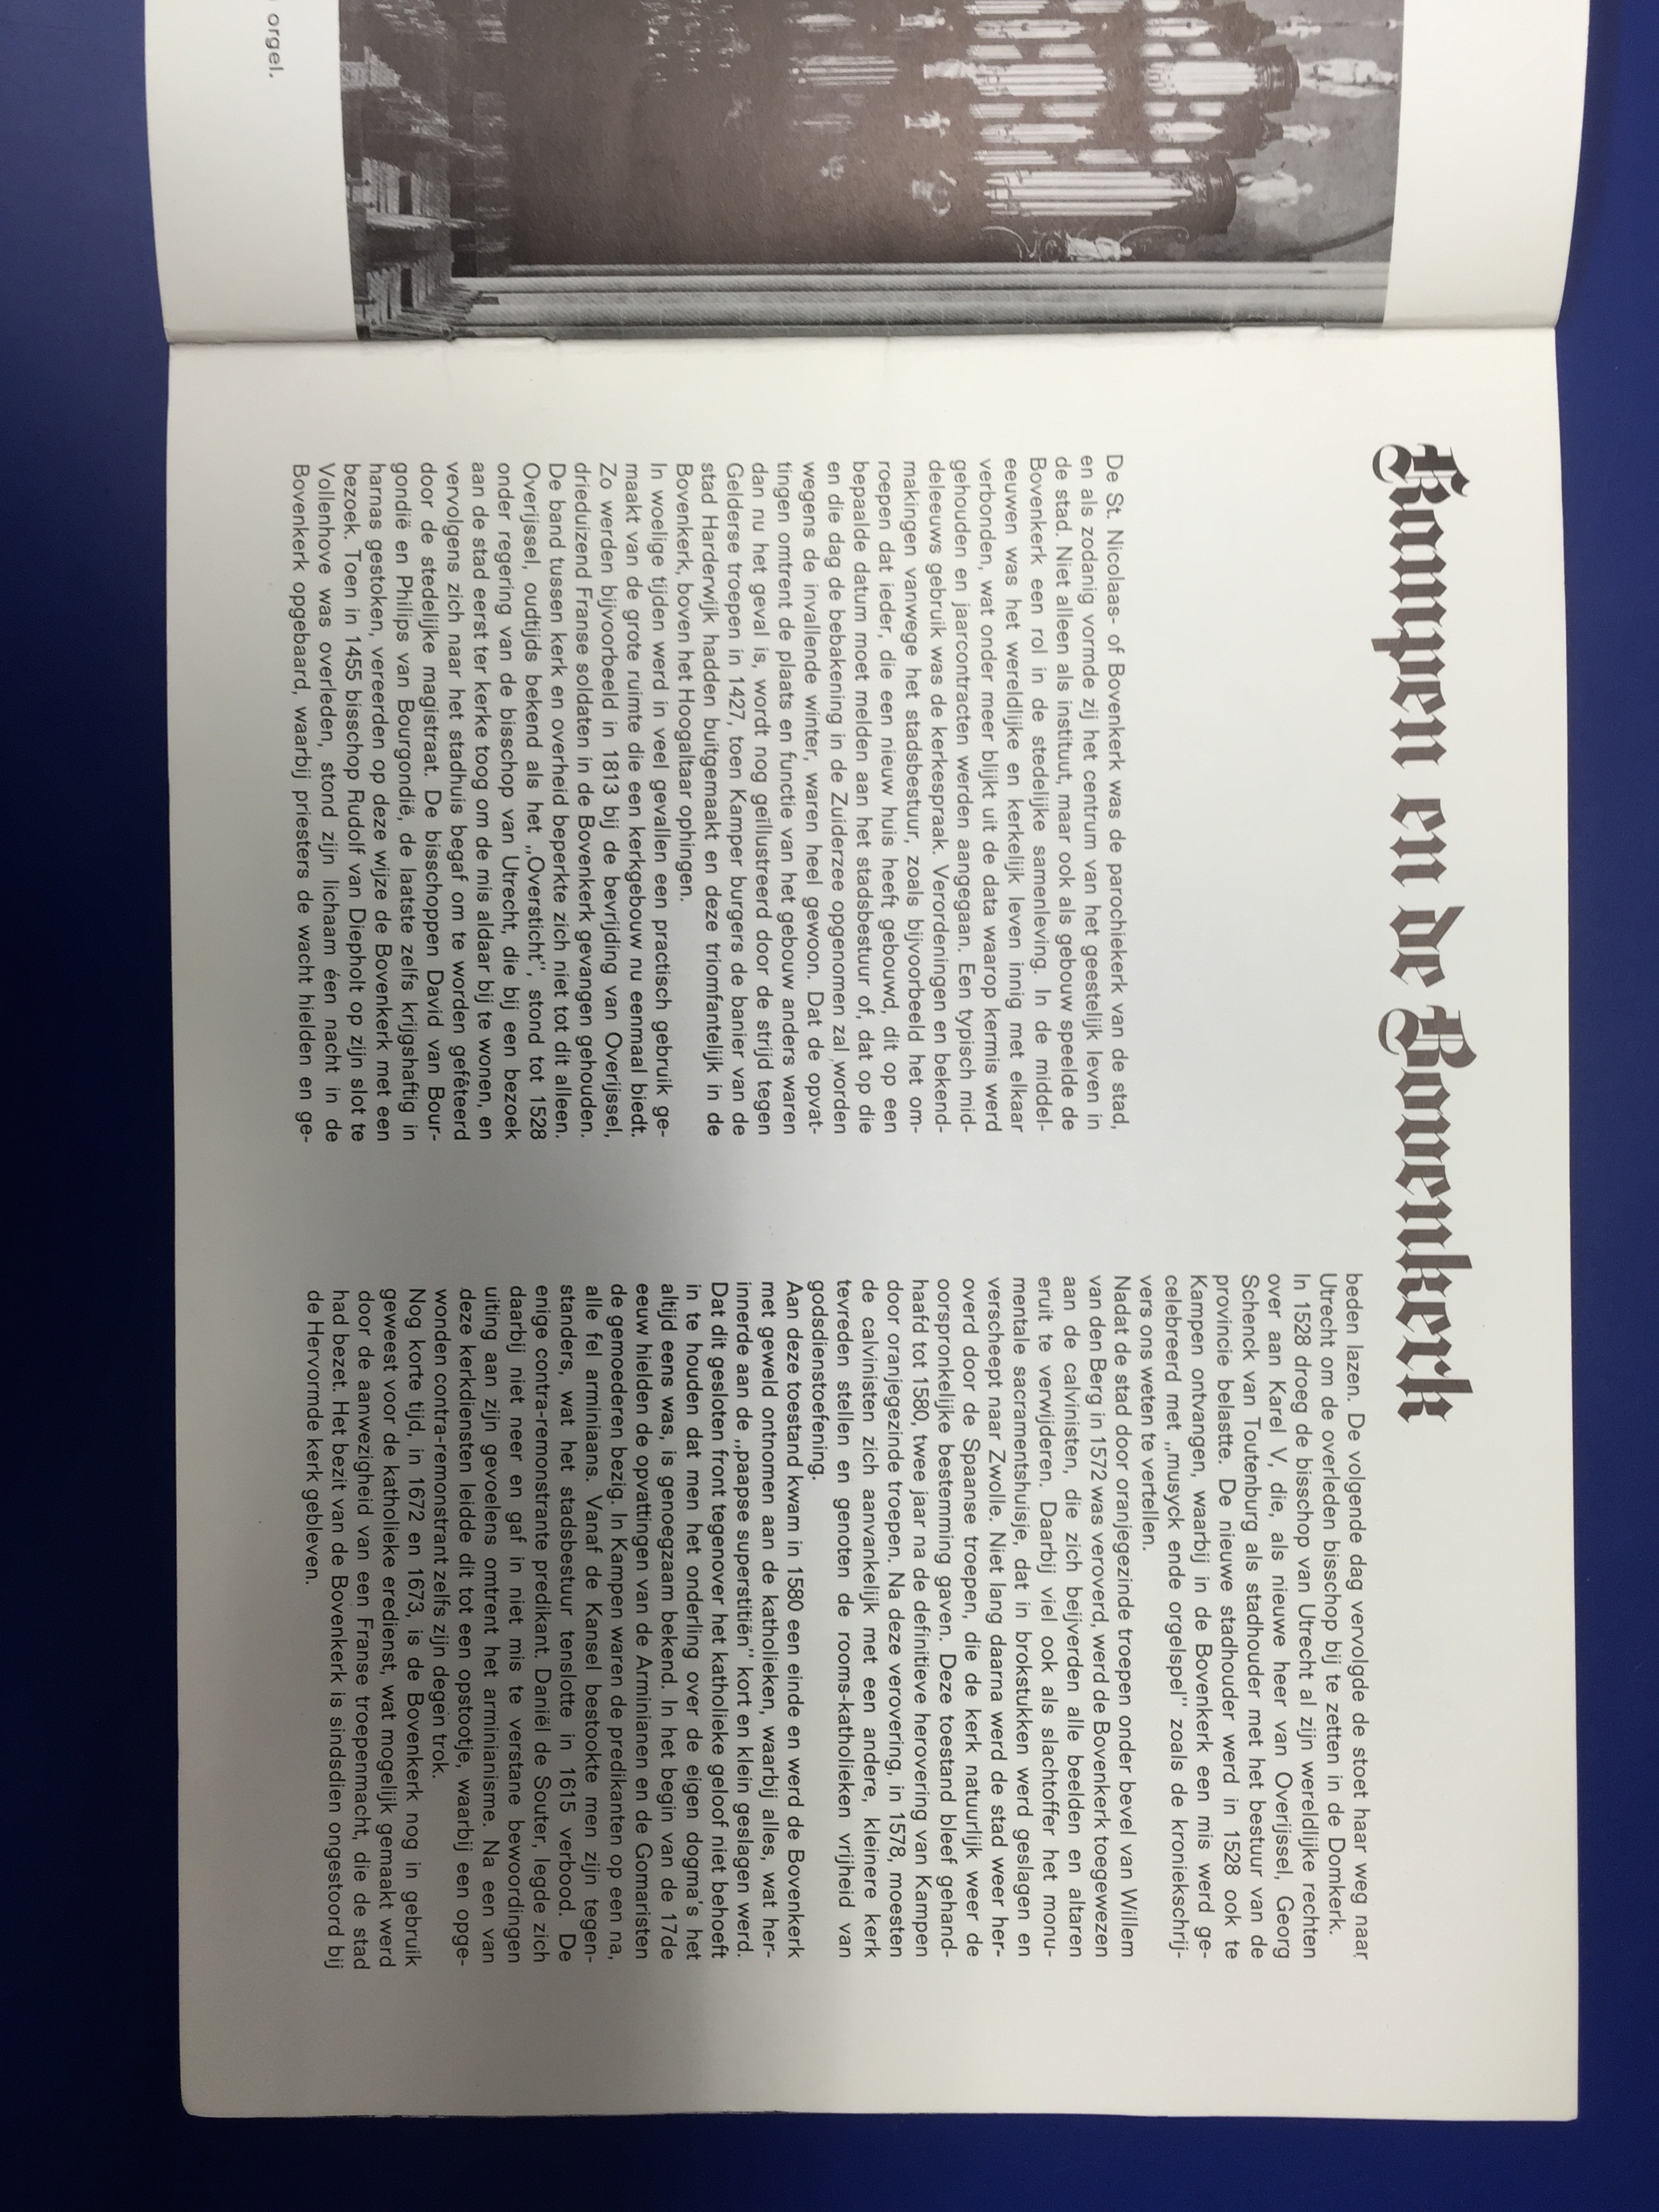 orgel.
Kampen en de Bovenkerk
De St. Nicolaas- of Bovenkerk was de parochiekerk van de stad,
en als zodanig vormde zij het centrum van het geestelijk leven in
de stad. Niet alleen als instituut, maar ook als gebouw speelde de
Bovenkerk een rol in de stedelijke samenleving. In de middel-
eeuwen was het wereldlijke en kerkelijk leven innig met elkaar
verbonden, wat onder meer blijkt uit de data waarop kermis werd
gehouden en jaarcontracten werden aangegaan. Een typisch mid-
deleeuws gebruik was de kerkespraak. Verordeningen en bekend-
makingen vanwege het stadsbestuur, zoals bijvoorbeeld het om-
roepen dat ieder, die een nieuw huis heeft gebouwd, dit op een
bepaalde datum moet melden aan het stadsbestuur of, dat op die
en die dag de bebakening in de Zuiderzee opgenomen zal worden
wegens de invallende winter, waren heel gewoon. Dat de opvat-
tingen omtrent de plaats en functie van het gebouw anders waren
dan nu het geval is, wordt nog geïllustreerd door de strijd tegen
Gelderse troepen in 1427, toen Kamper burgers de banier van de
stad Harderwijk hadden buitgemaakt en deze triomfantelijk in de
Bovenkerk, boven het Hoogaltaar ophingen.
In woelige tijden werd in veel gevallen een practisch gebruik ge-
maakt van de grote ruimte die een kerkgebouw nu eenmaal biedt.
Zo werden bijvoorbeeld in 1813 bij de bevrijding van Overijssel,
drieduizend Franse soldaten in de Bovenkerk gevangen gehouden.
De band tussen kerk en overheid beperkte zich niet tot dit alleen.
Overijssel, oudtijds bekend als het „Oversticht", stond tot 1528
onder regering van de bisschop van Utrecht, die bij een bezoek
aan de stad eerst ter kerke toog om de mis aldaar bij te wonen, en
vervolgens zich naar het stadhuis begaf om te worden gefêteerd
door de stedelijke magistraat. De bisschoppen David van Bour-
gondië en Philips van Bourgondië, de laatste zelfs krijgshaftig in
harnas gestoken, vereerden op deze wijze de Bovenkerk met een
bezoek. Toen in 1455 bisschop Rudolf van Diepholt op zijn slot te
Vollenhove was overleden, stond zijn lichaam één nacht in de
Bovenkerk opgebaard, waarbij priesters de wacht hielden en ge-
beden lazen. De volgende dag vervolgde de stoet haar weg naar
Utrecht om de overleden bisschop bij te zetten in de Domkerk.
In 1528 droeg de bisschop van Utrecht al zijn wereldlijke rechten
over aan Karel V, die, als nieuwe heer van Overijssel, Georg
Schenck van Toutenburg als stadhouder met het bestuur van de
provincie belastte. De nieuwe stadhouder werd in 1528 ook te
Kampen ontvangen, waarbij in de Bovenkerk een mis werd ge-
celebreerd met „musyck ende orgelspel" zoals de kroniekschrij-
vers ons weten te vertellen.
Nadat de stad door oranjegezinde troepen onder bevel van Willem
van den Berg in 1572 was veroverd, werd de Bovenkerk toegewezen
aan de calvinisten, die zich beijverden alle beelden en altaren
eruit te verwijderen. Daarbij viel ook als slachtoffer het monu-
mentale sacramentshuisje, dat in brokstukken werd geslagen en
verscheept naar Zwolle. Niet lang daarna werd de stad weer her-
overd door de Spaanse troepen, die de kerk natuurlijk weer de
oorspronkelijke bestemming gaven. Deze toestand bleef gehand-
haafd tot 1580, twee jaar na de definitieve herovering van Kampen
door oranjegezinde troepen. Na deze verovering, in 1578, moesten
de calvinisten zich aanvankelijk met een andere, kleinere kerk
tevreden stellen en genoten de rooms-katholieken vrijheid van
godsdienstoefening.
Aan deze toestand kwam in 1580 een einde en werd de Bovenkerk
met geweld ontnomen aan de katholieken, waarbij alles, wat her-
innerde aan de „paapse superstitiën" kort en klein geslagen werd.
Dat dit gesloten front tegenover het katholieke geloof niet behoeft
in te houden dat men het onderling over de eigen dogma's het
altijd eens was, is genoegzaam bekend. In het begin van de 17de
eeuw hielden de opvattingen van de Arminianen en de Gomaristen
de gemoederen bezig. In Kampen waren de predikanten op een na,
alle fel arminiaans. Vanaf de Kansel bestookte men zijn tegen-
standers, wat het stadsbestuur tenslotte in 1615 verbood. De
enige contra-remonstrante predikant. Daniël de Souter, legde zich
daarbij niet neer en gaf in niet mis te verstane bewoordingen
uiting aan zijn gevoelens omtrent het arminianisme. Na een van
deze kerkdiensten leidde dit tot een opstootje, waarbij een opge-
wonden contra-remonstrant zelfs zijn degen trok.
Nog korte tijd, in 1672 en 1673, is de Bovenkerk nog in gebruik
geweest voor de katholieke eredienst, wat mogelijk gemaakt werd
door de aanwezigheid van een Franse troepenmacht, die de stad
had bezet. Het bezit van de Bovenkerk is sindsdien ongestoord bij
de Hervormde kerk gebleven.